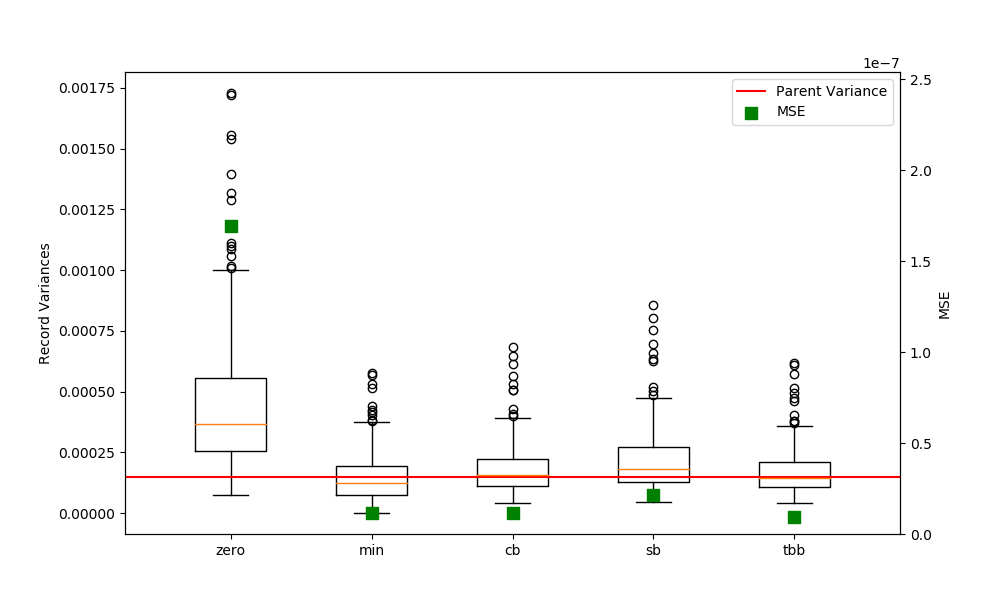 1e−7
0.00175
0.00150
0.00125
0.00100
0.00075
0.00050
0.00025
0.00000
Record Variances
Parent Variance
MSE
2.5
2.0
1.5
1.0
0.5
0.0
MSE
zero
min
cb
sb
tbb